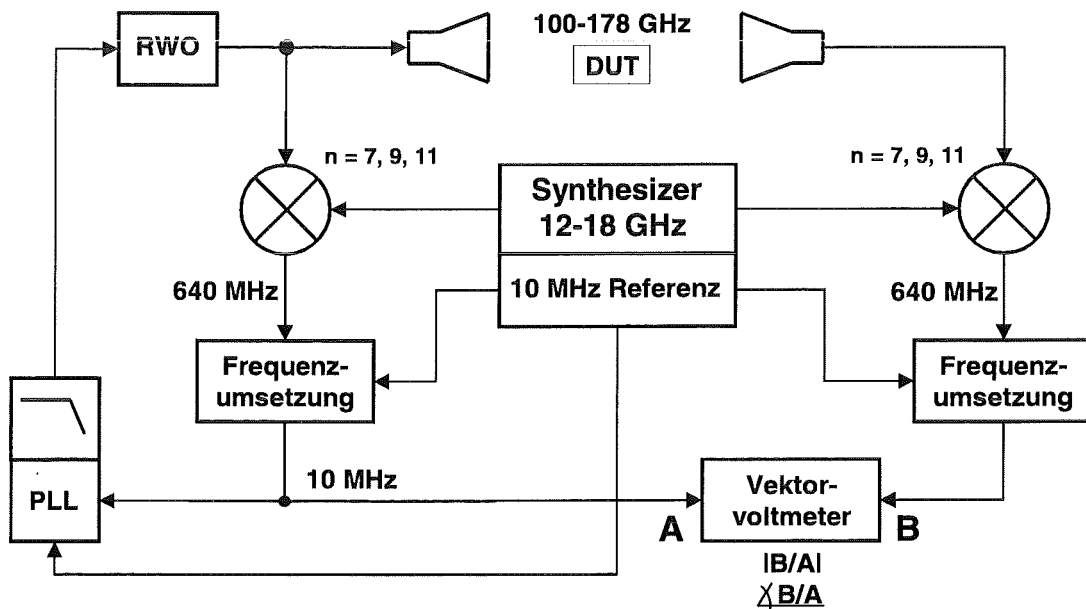 100-178 GHz
RWO
DUT
n = 7, 9, 11
n = 7, 9, 11
Synthesizer
12-18 GHz
640 MHz
10 MHz Referenz
640 MHz
Frequenz-
umsetzung
Frequenz-
umsetzung
10 MHz
PLL
A
Vektor-
voltmeter
B
|B/A|
∡ B/A